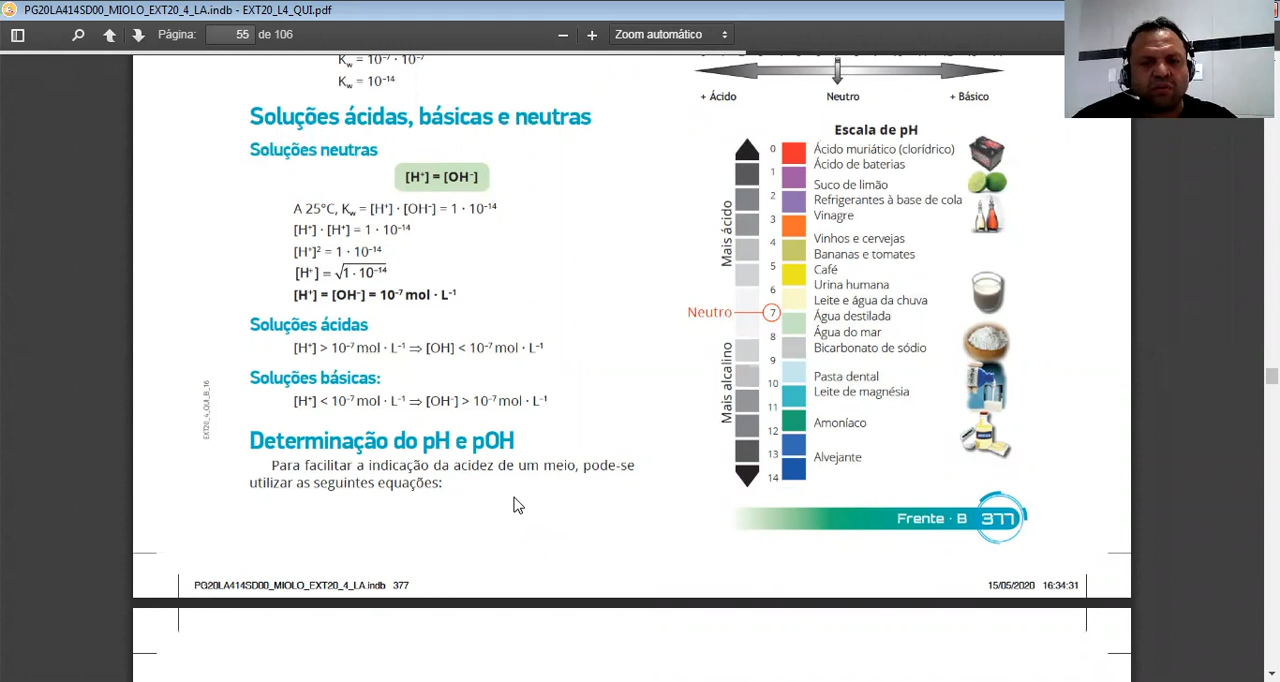 PG20LA414SD00_MIOLO_EXT20_4_LA.indb - EXT20_L4_QUI.pdf
Página: 55 de 106
Zoom automático
Kw = 10⁻⁷ · 10⁻⁷
Kw = 10⁻¹⁴
Soluções ácidas, básicas e neutras
Soluções neutras
[H⁺] = [OH⁻]
A 25°C, Kw = [H⁺] · [OH⁻] = 1 · 10⁻¹⁴
[H⁺] · [H⁺] = 1 · 10⁻¹⁴
[H⁺]² = 1 · 10⁻¹⁴
[H⁺] = √1 · 10⁻¹⁴
[H⁺] = [OH⁻] = 10⁻⁷ mol · L⁻¹
Soluções ácidas
[H⁺] > 10⁻⁷ mol · L⁻¹ ⇒ [OH] < 10⁻⁷ mol · L⁻¹
Soluções básicas:
[H⁺] < 10⁻⁷ mol · L⁻¹ ⇒ [OH⁻] > 10⁻⁷ mol · L⁻¹
Determinação do pH e pOH
Para facilitar a indicação da acidez de um meio, pode-se
utilizar as seguintes equações:
EXT20_4_QUI_B_16
+ Ácido Neutro + Básico
Escala de pH
Mais ácido
Neutro
Mais alcalino
0
1
2
3
4
5
6
7
8
9
10
11
12
13
14
Ácido muriático (clorídrico)
Ácido de baterias
Suco de limão
Refrigerantes à base de cola
Vinagre
Vinhos e cervejas
Bananas e tomates
Café
Urina humana
Leite e água da chuva
Água destilada
Água do mar
Bicarbonato de sódio
Pasta dental
Leite de magnésia
Amoníaco
Alvejante
Frente · B 377
PG20LA414SD00_MIOLO_EXT20_4_LA.indb 377
15/05/2020 16:34:31